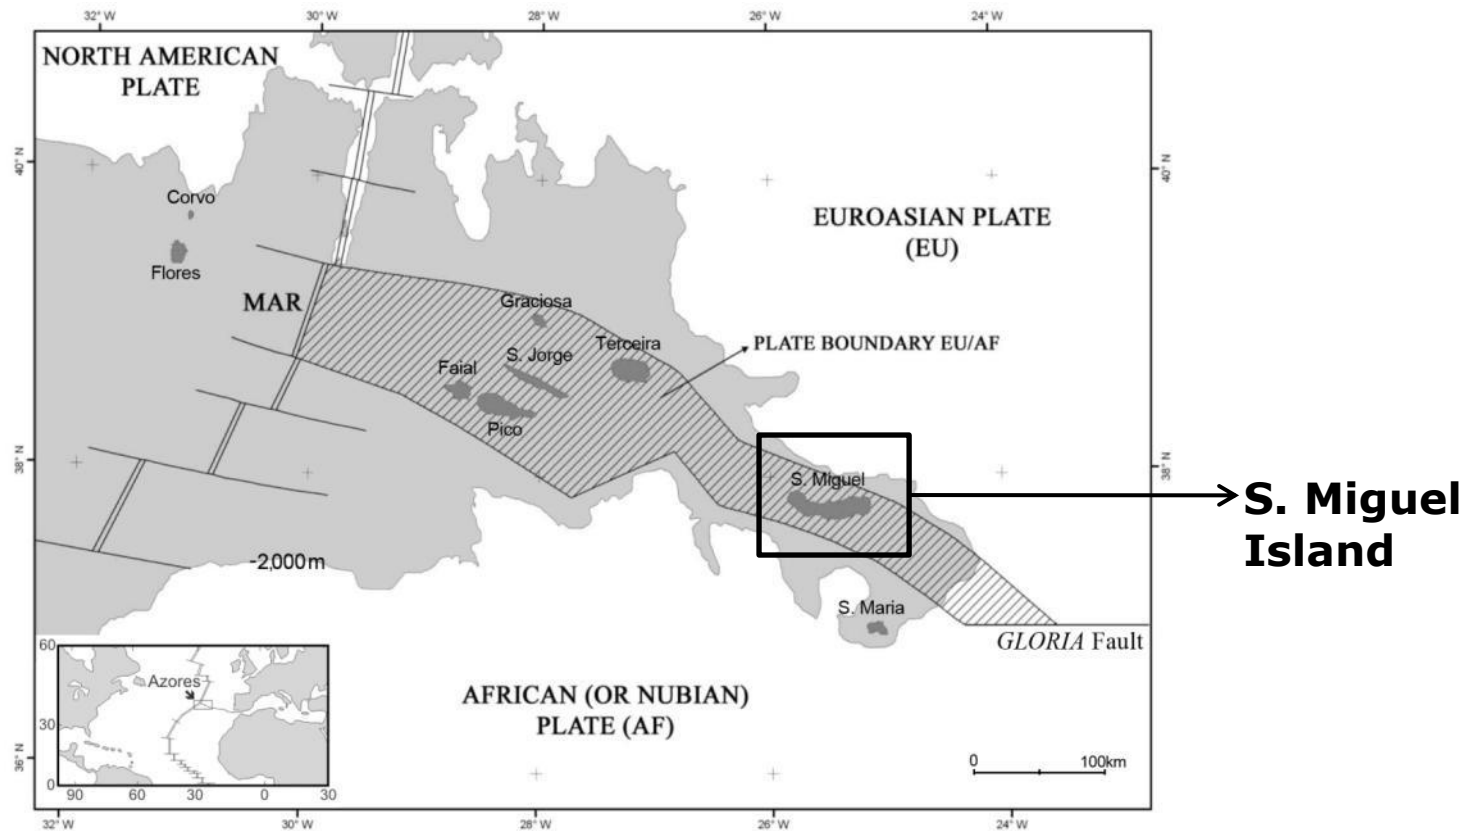 32° W
30° W
28° W
26° W
24° W
NORTH AMERICAN
PLATE
40° N
40° N
Corvo
Flores
EUROASIAN PLATE
(EU)
MAR
Graciosa
Terceira
PLATE BOUNDARY EU/AF
S. Jorge
Faial
Pico
38° N
38° N
S. Miguel
S. Miguel
Island
-2,000m
S. Maria
GLORIA Fault
60
Azores
30
0
90
60
30
0
30
AFRICAN (OR NUBIAN)
PLATE (AF)
36° N
0
100km
32° W
30° W
28° W
26° W
24° W